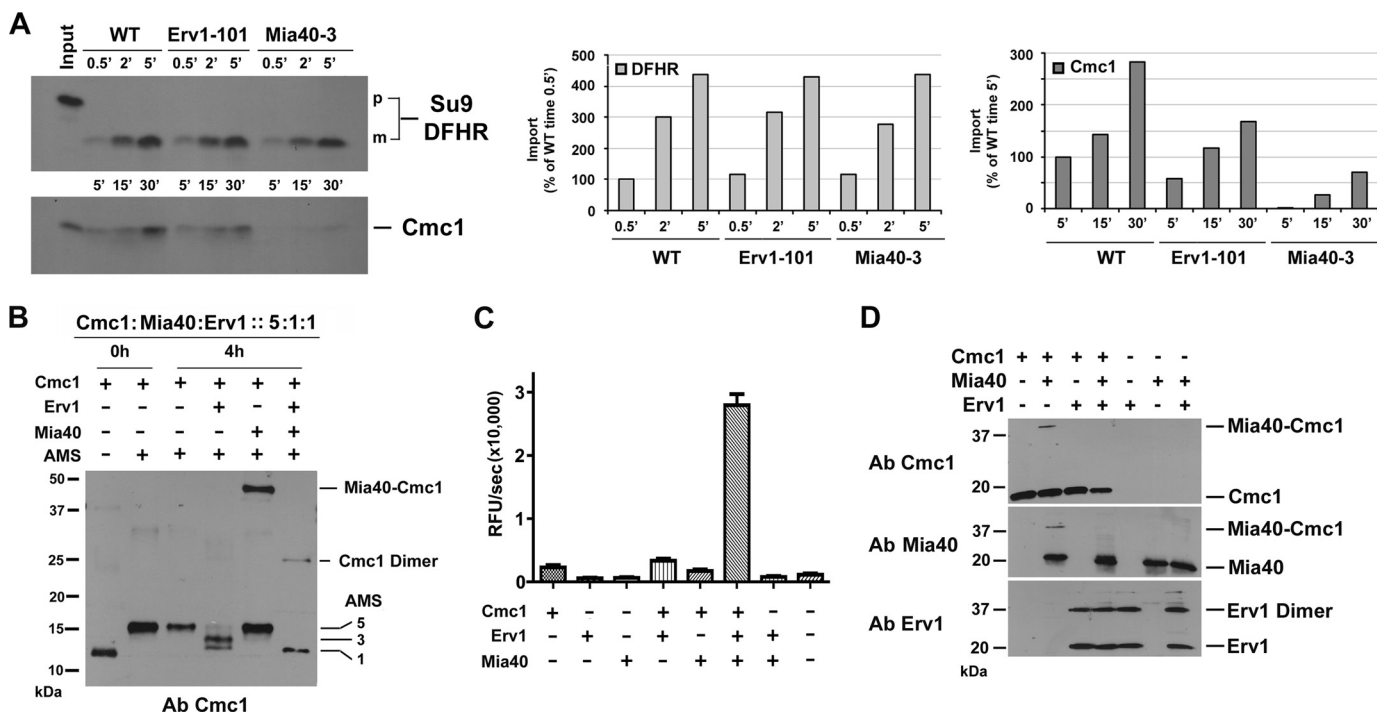 A
Input
WT Erv1-101 Mia40-3
0.5' 2' 5' 0.5' 2' 5' 0.5' 2' 5'
p
m
Su9
DFHR
5' 15' 30' 5' 15' 30' 5' 15' 30'
Cmc1
Import
(% of WT time 0.5')
500
400
300
200
100
0
DFHR
0.5' 2' 5' 0.5' 2' 5' 0.5' 2' 5'
WT Erv1-101 Mia40-3
Import
(% of WT time 5')
300
250
200
150
100
50
0
Cmc1
5' 15' 30' 5' 15' 30' 5' 15' 30'
WT Erv1-101 Mia40-3
B
Cmc1:Mia40:Erv1 :: 5:1:1
0h 4h
Cmc1 + + + + + +
Erv1 - - - + - +
Mia40 - - - - + +
AMS - + + + + +
50
37
25
20
15
10
kDa
Mia40-Cmc1
Cmc1 Dimer
AMS
5
3
1
Ab Cmc1
C
RFU/sec (x10,000)
3
2
1
0
Cmc1 + - - + + + - -
Erv1 - + - + - + + -
Mia40 - - + - + + + -
D
Cmc1 + + + + - - -
Mia40 - + - + - + +
Erv1 - - + + + - +
Ab Cmc1
37
20
Mia40-Cmc1
Cmc1
Ab Mia40
37
20
Mia40-Cmc1
Mia40
Ab Erv1
37
20
Erv1 Dimer
Erv1
kDa